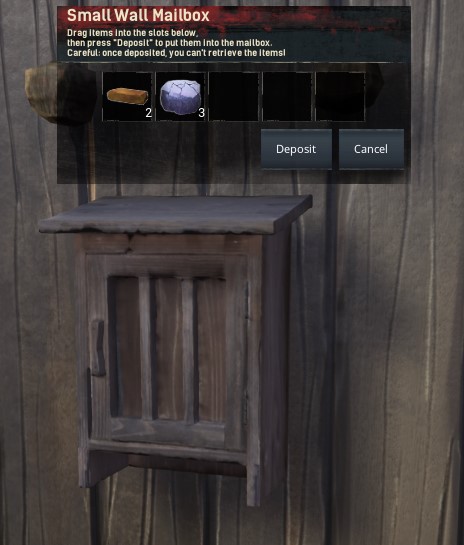 Small Wall Mailbox
Drag items into the slots below,
then press "Deposit" to put them into the mailbox.
Careful: once deposited, you can't retrieve the items!
2 3
Deposit Cancel